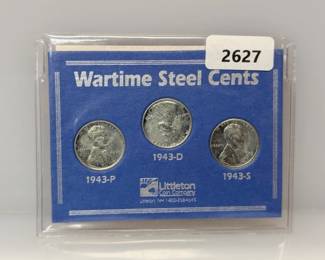 2627
Wartime Steel Cents
1943-D
1943-P
1943-S
Littleton
Coin Company